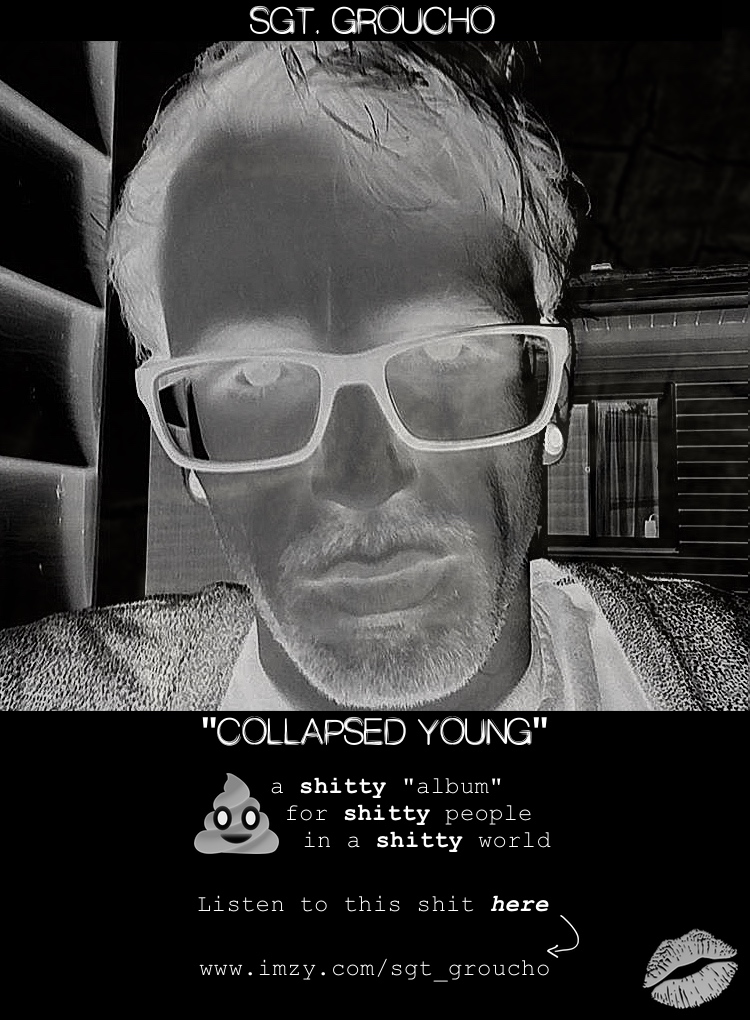 SGT. GROUCHO
"COLLAPSED YOUNG"
a shitty "album"
for shitty people
in a shitty world
Listen to this shit here
www.imzy.com/sgt_groucho